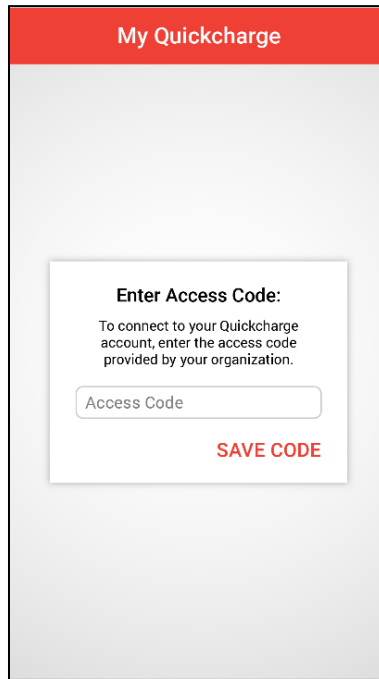 My Quickcharge
Enter Access Code:
To connect to your Quickcharge
account, enter the access code
provided by your organization.
Access Code
SAVE CODE